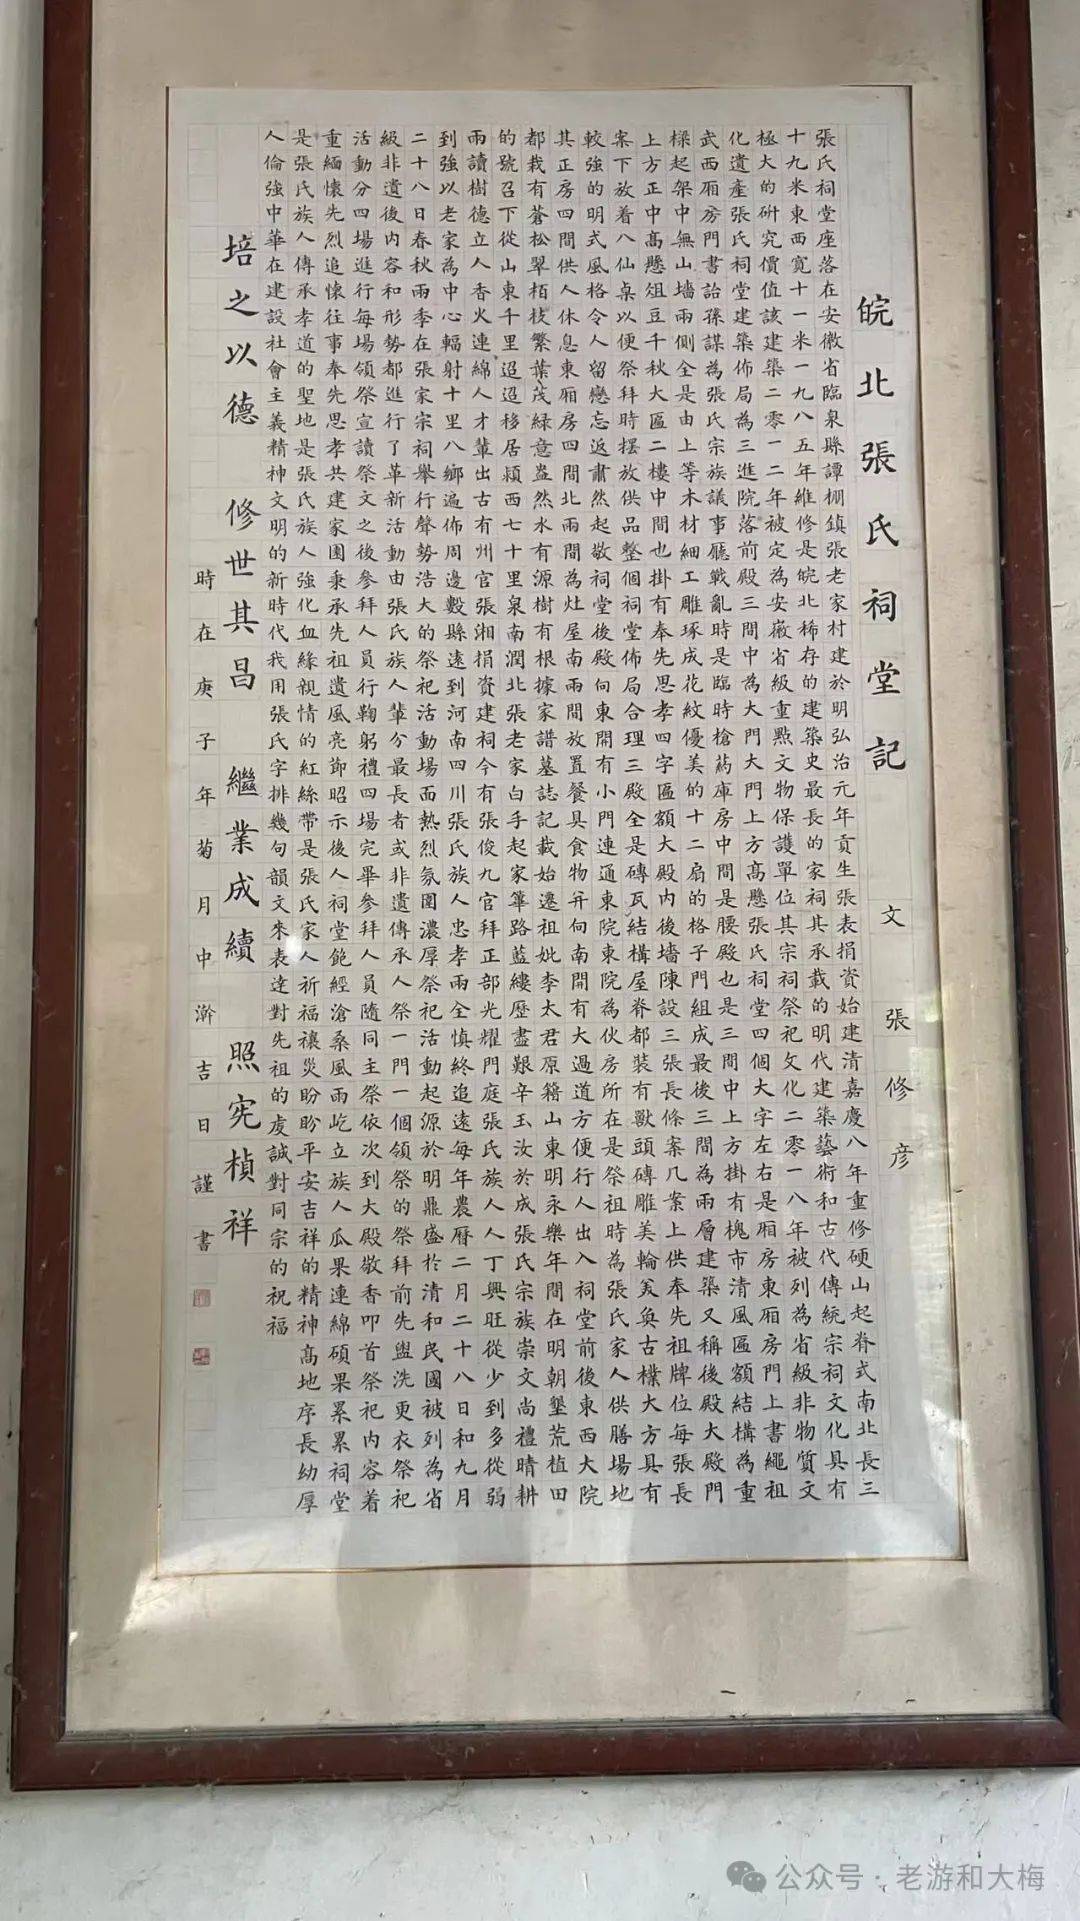 皖北張氏祠堂記
文 張修彦
張氏祠堂座落在安徽省臨泉縣譚棚鎮張老家村建於明弘治元年貢生張表捐資始建清嘉慶八年重修硬山起脊式南北長三
十九米東西寬十一米一九八五年維修是皖北稀存的建築史最長的家祠其承載的明代建築藝術和古代傳統宗祠文化具有
極大的研究價值該建築二零一二年被定為安徽省級重點文物保護單位其宗祠祭祀文化二零一八年被列為省級非物質文
化遺產張氏祠堂建築佈局為三進院落前殿三間中為大門大門上方高懸張氏祠堂四個大字左右是厢房東厢房門上書繩祖
武西厢房門書詒孫謀為張氏宗族議事廳戰亂時是臨時槍葯庫房中間是腰殿也是三間中上方掛有槐市清風匾額結構為重
樑起架中無山墻兩側全是由上等木材細工雕琢成花紋優美的十二扇的格子門組成最後三間為兩層建築又稱後殿大殿門
上方正中高懸俎豆千秋大匾二樓中間也掛有奉先思孝四字匾額大殿内後墻陳設三張長條案几案上供奉先祖牌位每張長
案下放着八仙桌以便祭拜時摆放供品整個祠堂佈局合理三殿全是磚瓦結構屋脊都装有獸頭磚雕美輪美奂古樸大方具有
較強的明式風格令人留戀忘返肅然起敬祠堂後殿向東開有小門連通東院東院為伙房所在是祭祖時為張氏家人供膳場地
其正房四間供人休息東厢房四間北兩間為灶屋南兩間放置餐具食物并向南開有大過道方便行人出入祠堂前後東西大院
都栽有蒼松翠栢枝繁葉茂緑意盎然水有源樹有根據家譜墓誌記載始遷祖妣李太君原籍山東明永樂年間在明朝墾荒植田
的號召下從山東千里迢迢移居潁西七十里泉南潤北張老家白手起家篳路藍縷歷盡艱辛玉汝於成張氏宗族崇文尚禮晴耕
雨讀樹德立人香火連綿人才輩出古有州官張湘捐資建祠今有張俊九官拜正部光耀門庭張氏族人人丁興旺從少到多從弱
到強以老家為中心輻射十里八鄉遍佈周邊數縣遠到河南四川張氏族人忠孝兩全慎終追遠每年農曆二月二十八日和九月
二十八日春秋兩季在張家宗祠舉行聲勢浩大的祭祀活動場面熱烈氛圍濃厚祭祀活動起源於明鼎盛於清和民國被列為省
級非遺後内容和形勢都進行了革新活動由張氏族人輩分最長者或非遺傳承人祭一門一個領祭的祭拜前先盥洗更衣祭祀
活動分四場進行每場領祭宣讀祭文之後參拜人員行鞠躬禮四場完畢參拜人員隨同主祭依次到大殿敬香叩首祭祀内容着
重緬懷先烈追懷往事奉先思孝共建家園秉承先祖遺風亮節昭示後人祠堂飽經滄桑風雨屹立族人瓜果連綿碩果累累祠堂
是張氏族人傳承孝道的聖地是張氏族人強化血緣親情的紅絲帶是張氏家人祈福禳災盼盼平安吉祥的精神高地序長幼厚
人倫強中華在建設社會主義精神文明的新時代我用張氏字排幾句韻文來表達對先祖的虔誠對同宗的祝福
培之以德 修世其昌 繼業成續 照宪楨祥
時在庚子年菊月中澣吉日謹書
公众号·老游和大梅